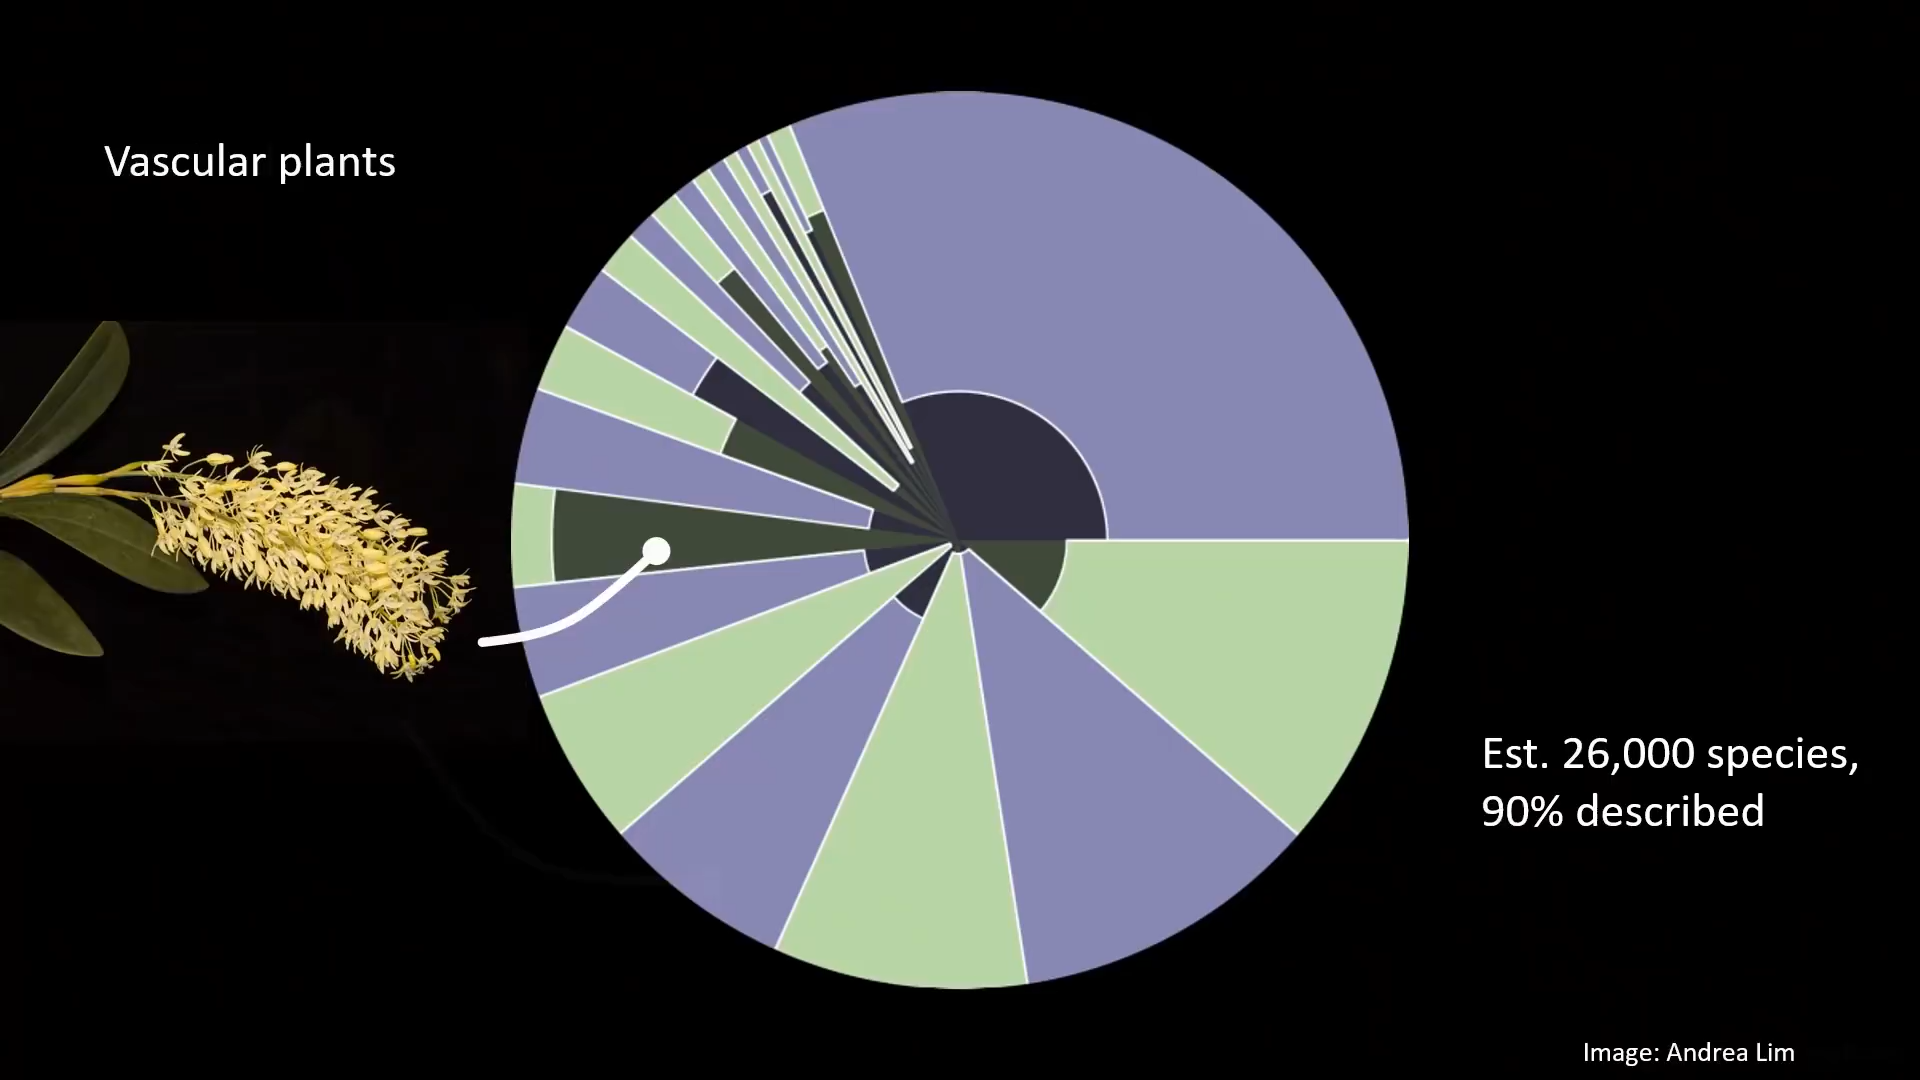 Vascular plants
Est. 26,000 species,
90% described
Image: Andrea Lim